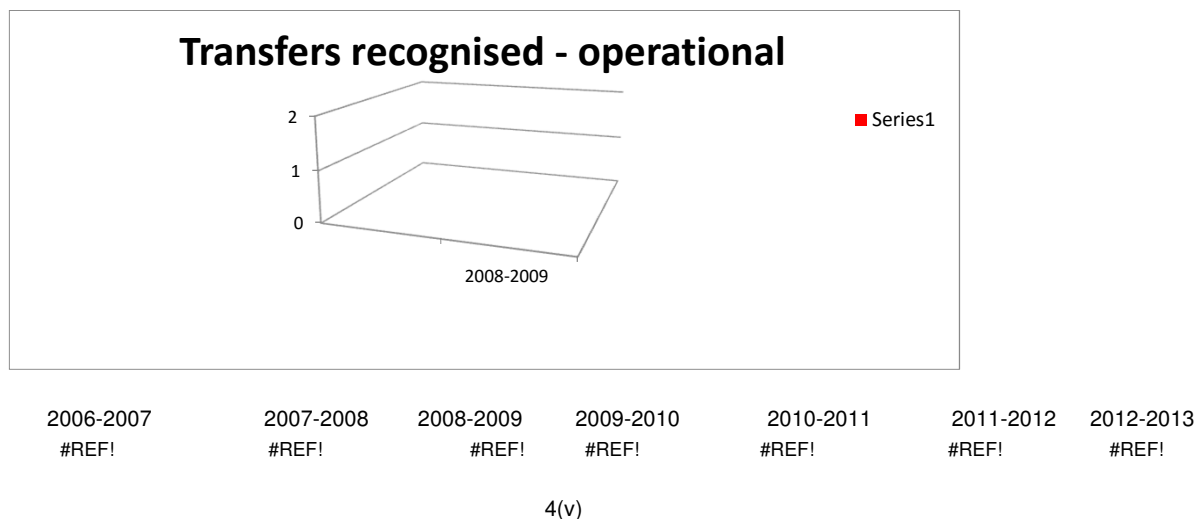 Transfers recognised - operational
2
1
0
2008-2009
Series1
2006-2007 2007-2008 2008-2009 2009-2010 2010-2011 2011-2012 2012-2013
#REF! #REF! #REF! #REF! #REF! #REF! #REF!
4(v)